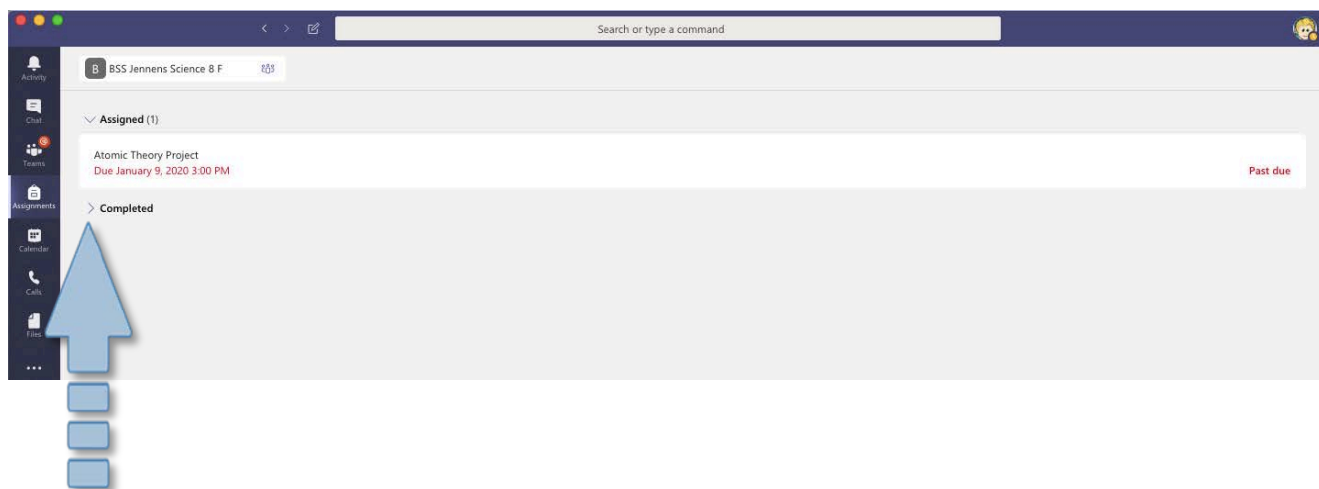 Search or type a command
Activity
Chat
Teams
Assignments
Calendar
Calls
Files
B BSS Jennens Science 8 F
Assigned (1)
Atomic Theory Project
Due January 9, 2020 3:00 PM
Past due
Completed